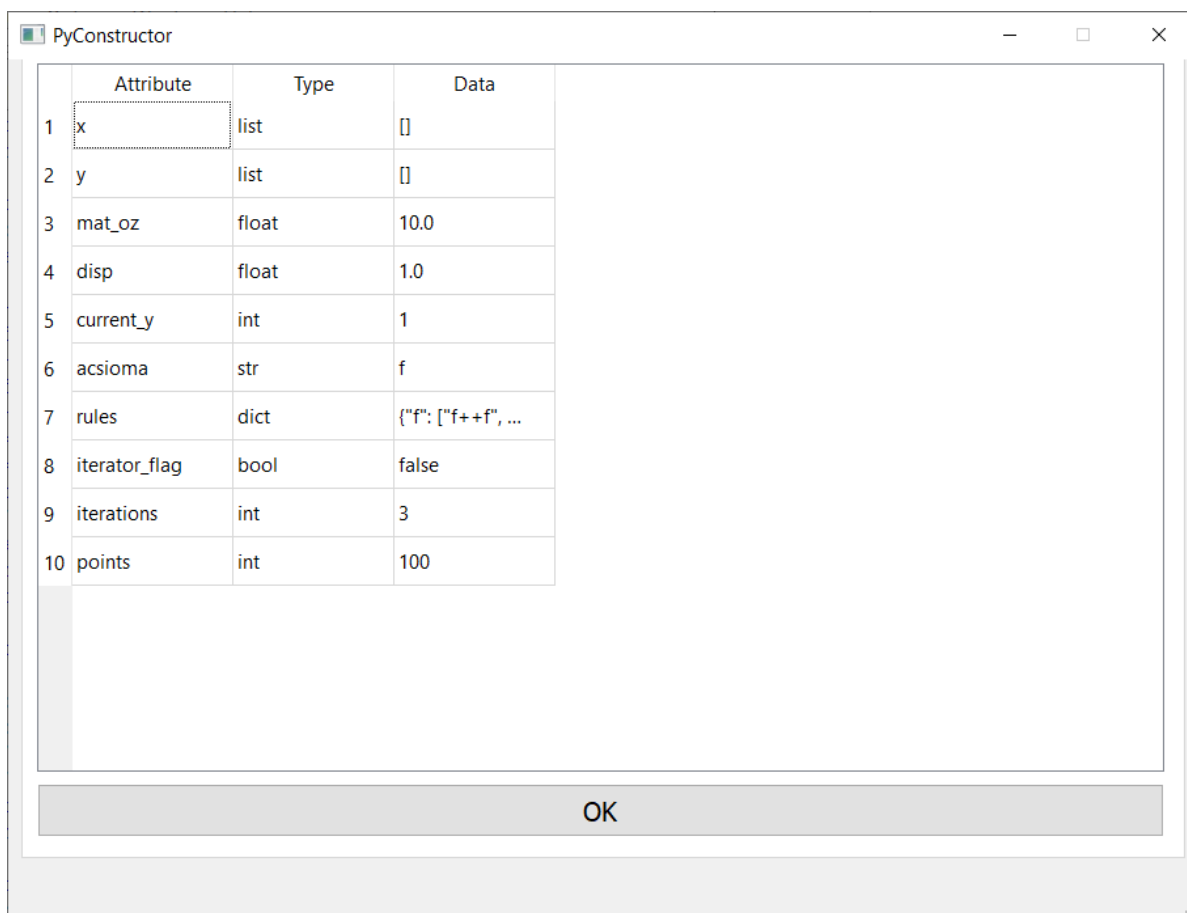 PyConstructor
Attribute Type Data
1 x list []
2 y list []
3 mat_oz float 10.0
4 disp float 1.0
5 current_y int 1
6 acsioma str f
7 rules dict {"f": ["f++f", ...
8 iterator_flag bool false
9 iterations int 3
10 points int 100
OK